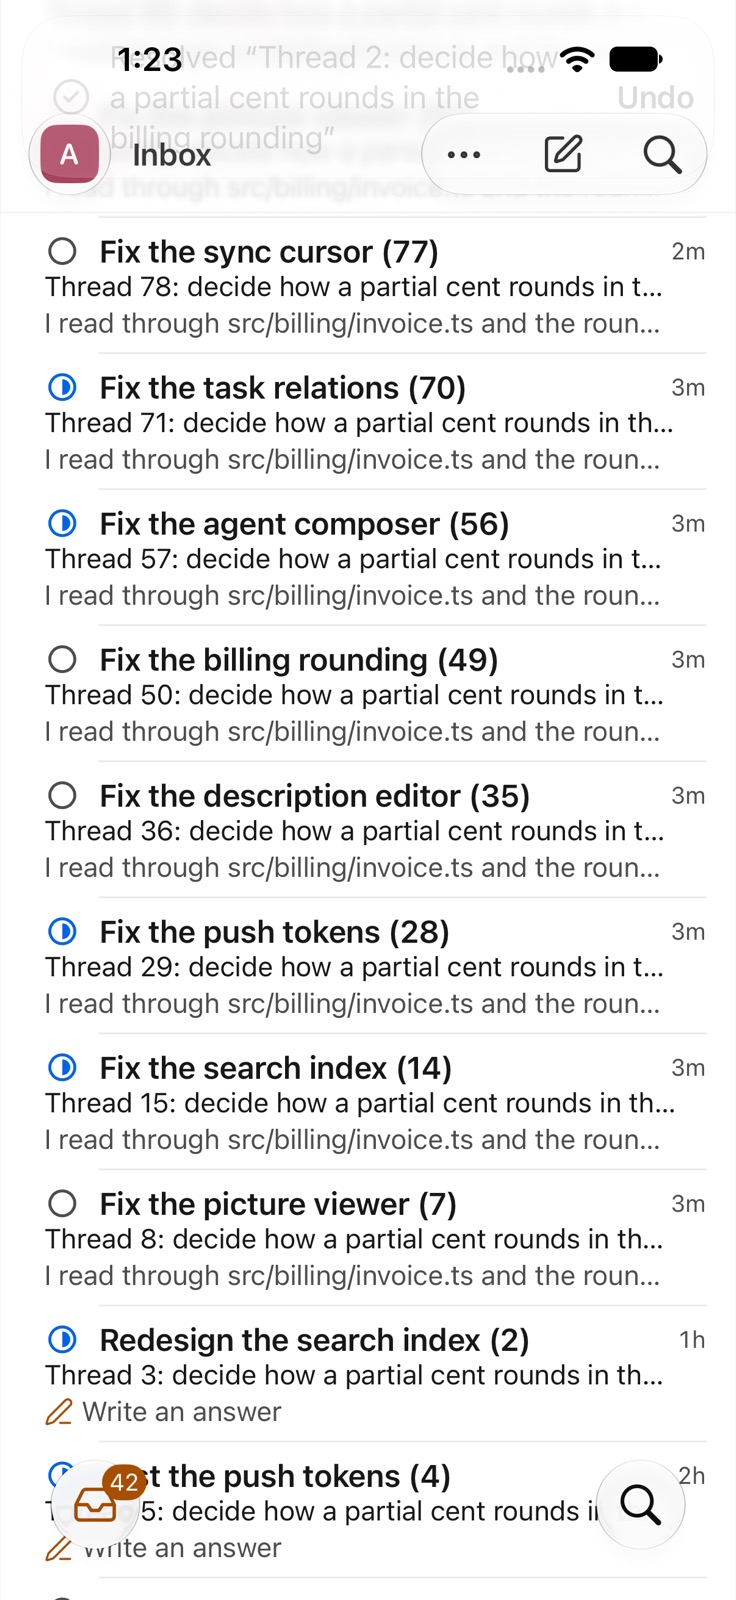 Resolved “Thread 2: decide how
1:23
a partial cent rounds in the
Undo
billing rounding”
A
Inbox
read through src/billing/invoice.ts and the roun...
Fix the sync cursor (77)
2m
Thread 78: decide how a partial cent rounds in t...
I read through src/billing/invoice.ts and the roun...
Fix the task relations (70)
3m
Thread 71: decide how a partial cent rounds in th...
I read through src/billing/invoice.ts and the roun...
Fix the agent composer (56)
3m
Thread 57: decide how a partial cent rounds in t...
I read through src/billing/invoice.ts and the roun...
Fix the billing rounding (49)
3m
Thread 50: decide how a partial cent rounds in t...
I read through src/billing/invoice.ts and the roun...
Fix the description editor (35)
3m
Thread 36: decide how a partial cent rounds in t...
I read through src/billing/invoice.ts and the roun...
Fix the push tokens (28)
3m
Thread 29: decide how a partial cent rounds in t...
I read through src/billing/invoice.ts and the roun...
Fix the search index (14)
3m
Thread 15: decide how a partial cent rounds in th...
I read through src/billing/invoice.ts and the roun...
Fix the picture viewer (7)
3m
Thread 8: decide how a partial cent rounds in th...
I read through src/billing/invoice.ts and the roun...
Redesign the search index (2)
1h
Thread 3: decide how a partial cent rounds in th...
Write an answer
42
the push tokens (4)
2h
5: decide how a partial cent rounds
Write an answer